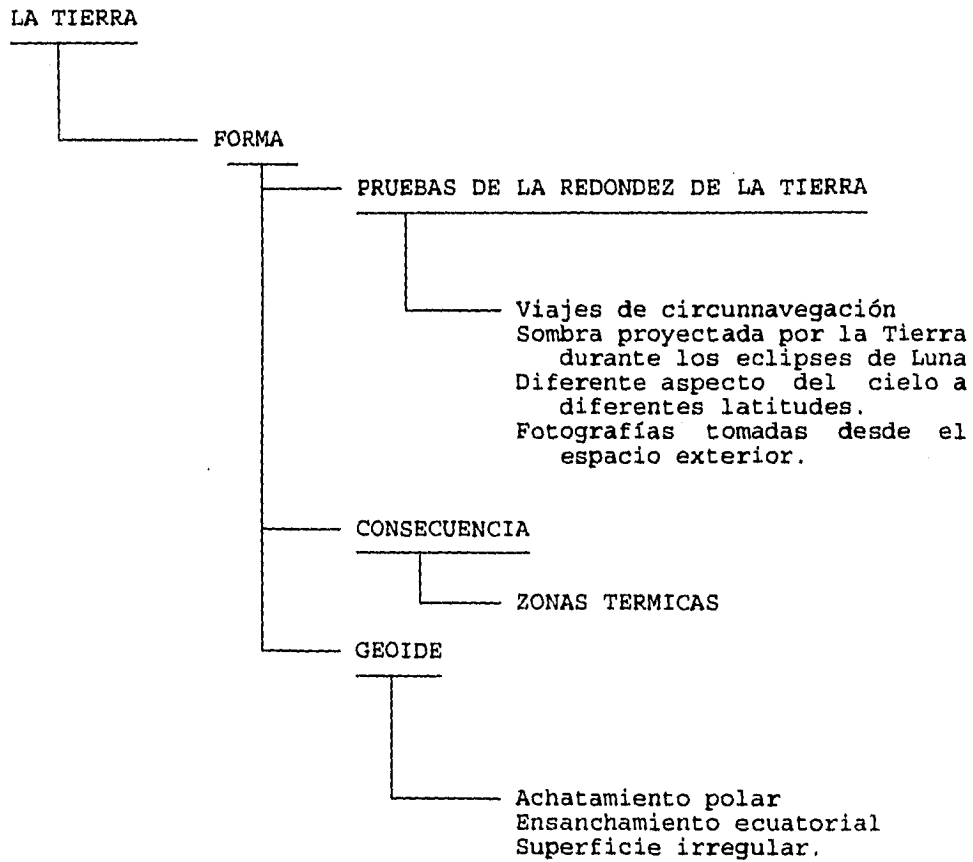 LA TIERRA
FORMA
PRUEBAS DE LA REDONDEZ DE LA TIERRA
Viajes de circunnavegación
Sombra proyectada por la Tierra
durante los eclipses de Luna
Diferente aspecto del cielo a
diferentes latitudes.
Fotografías tomadas desde el
espacio exterior.
CONSECUENCIA
ZONAS TERMICAS
GEOIDE
Achatamiento polar
Ensanchamiento ecuatorial
Superficie irregular.